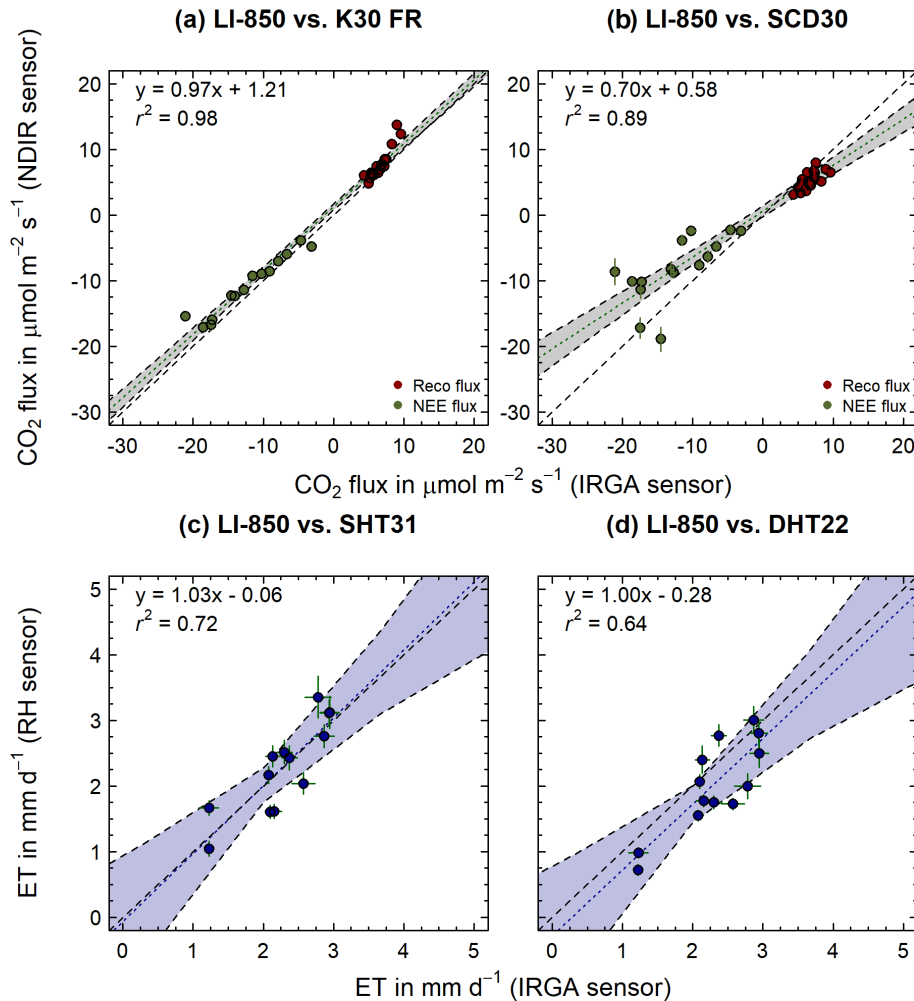 (a) LI-850 vs. K30 FR
(b) LI-850 vs. SCD30
CO₂ flux in μmol m⁻² s⁻¹ (NDIR sensor)
y = 0.97x + 1.21
r² = 0.98
20
10
0
-10
-20
-30
Reco flux
NEE flux
-30 -20 -10 0 10 20
y = 0.70x + 0.58
r² = 0.89
20
10
0
-10
-20
-30
Reco flux
NEE flux
-30 -20 -10 0 10 20
CO₂ flux in μmol m⁻² s⁻¹ (IRGA sensor)
(c) LI-850 vs. SHT31
(d) LI-850 vs. DHT22
ET in mm d⁻¹ (RH sensor)
y = 1.03x - 0.06
r² = 0.72
5
4
3
2
1
0
0 1 2 3 4 5
y = 1.00x - 0.28
r² = 0.64
5
4
3
2
1
0
0 1 2 3 4 5
ET in mm d⁻¹ (IRGA sensor)